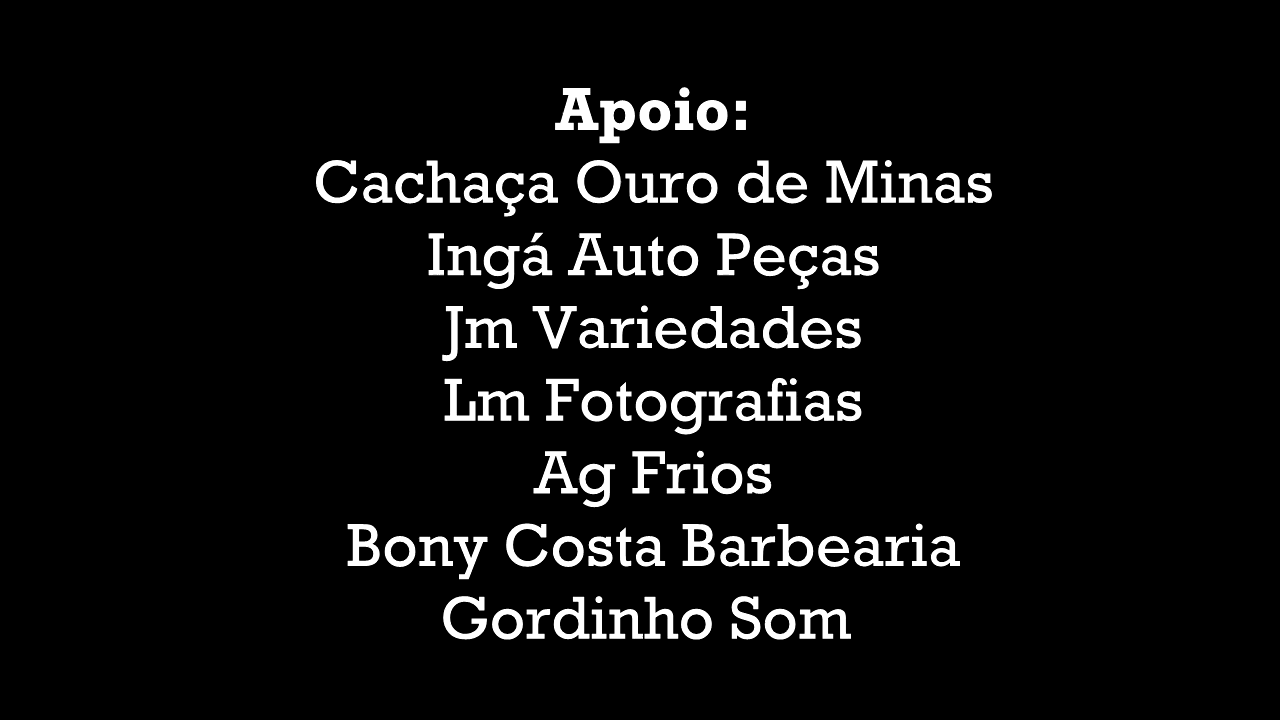 Apoio:
Cachaça Ouro de Minas
Ingá Auto Peças
Jm Variedades
Lm Fotografias
Ag Frios
Bony Costa Barbearia
Gordinho Som